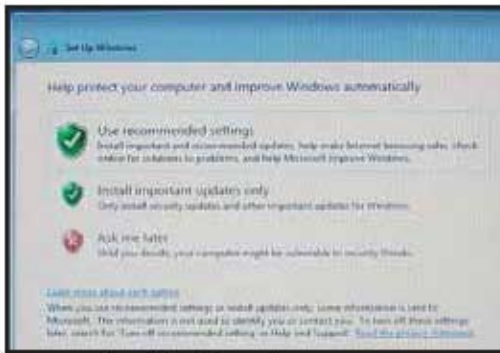 Set Up Windows
Help protect your computer and improve Windows automatically
Use recommended settings
Install important and recommended updates, help make Internet browsing safer, check
online for solutions to problems, and help Microsoft improve Windows.
Install important updates only
Only install security updates and other important updates for Windows.
Ask me later
Until you decide, your computer might be vulnerable to security threats.
Learn more about each option
When you use recommended settings or install updates only, some information is sent to
Microsoft. The information is not used to identify you or contact you. To turn off these settings
later, search for "Turn off recommended settings" in Help and Support. Read the privacy statement